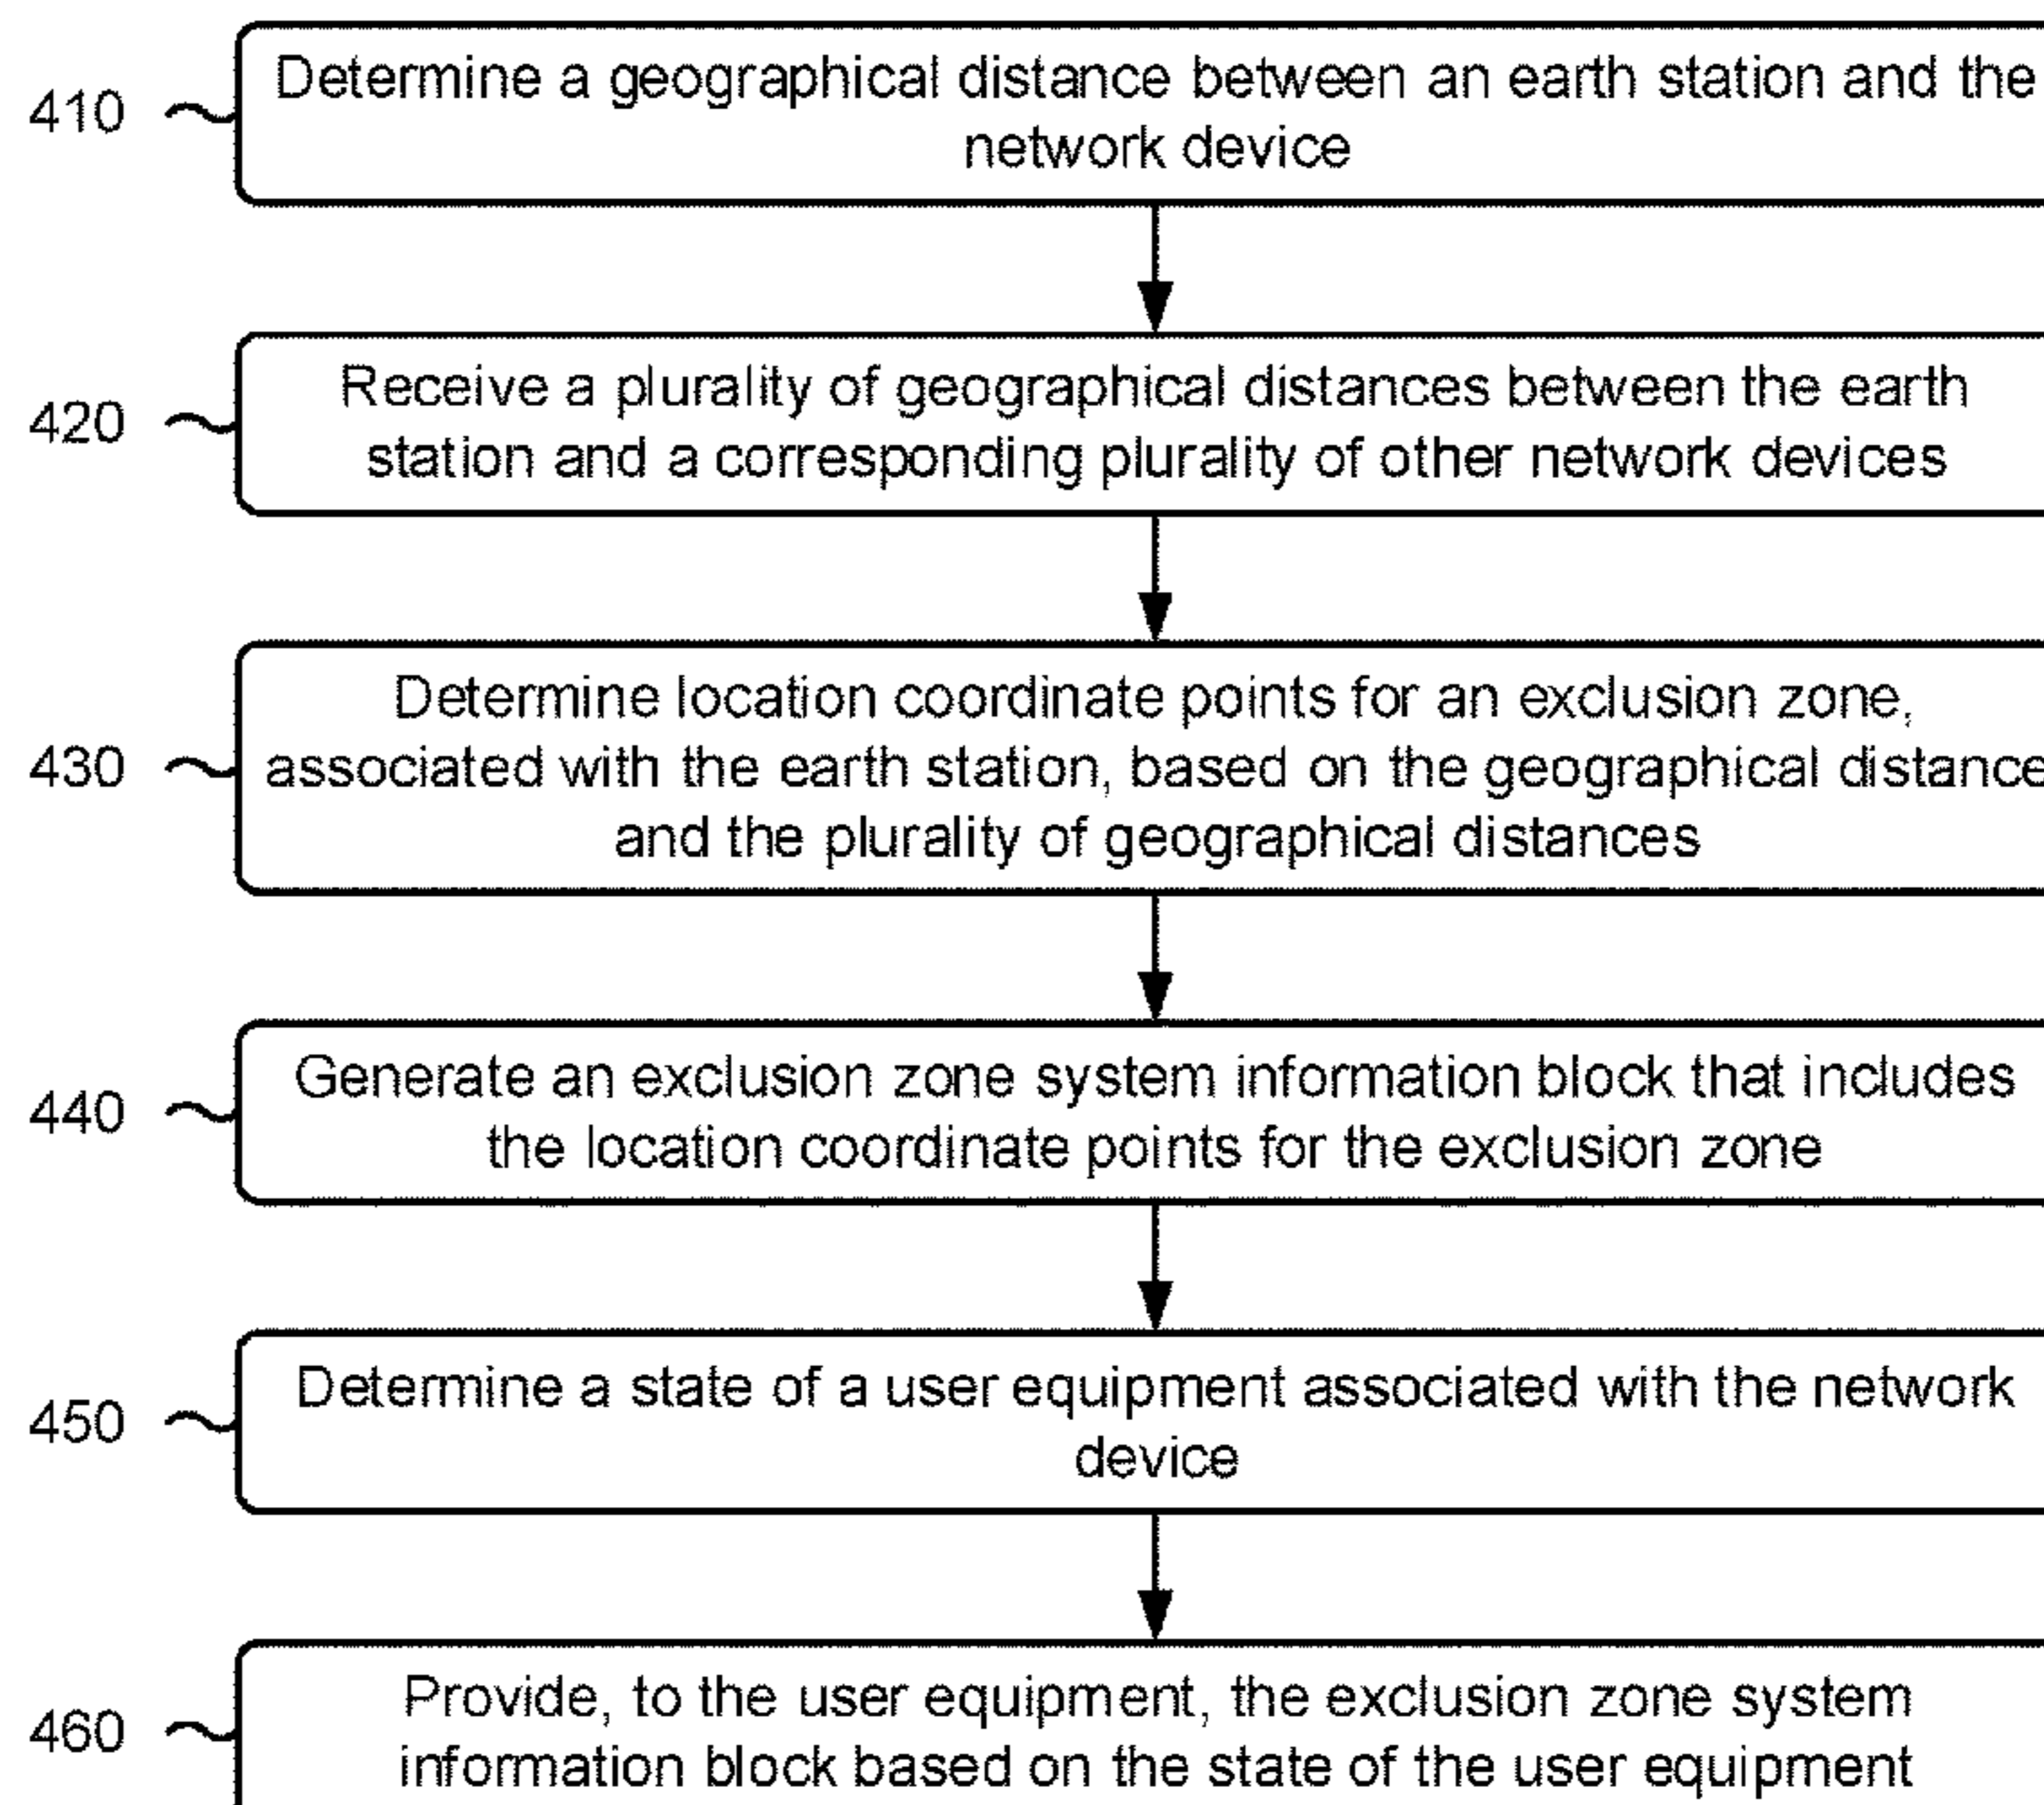 410
Determine a geographical distance between an earth station and the
network device
420
Receive a plurality of geographical distances between the earth
station and a corresponding plurality of other network devices
430
Determine location coordinate points for an exclusion zone,
associated with the earth station, based on the geographical distance
and the plurality of geographical distances
440
Generate an exclusion zone system information block that includes
the location coordinate points for the exclusion zone
450
Determine a state of a user equipment associated with the network
device
460
Provide, to the user equipment, the exclusion zone system
information block based on the state of the user equipment